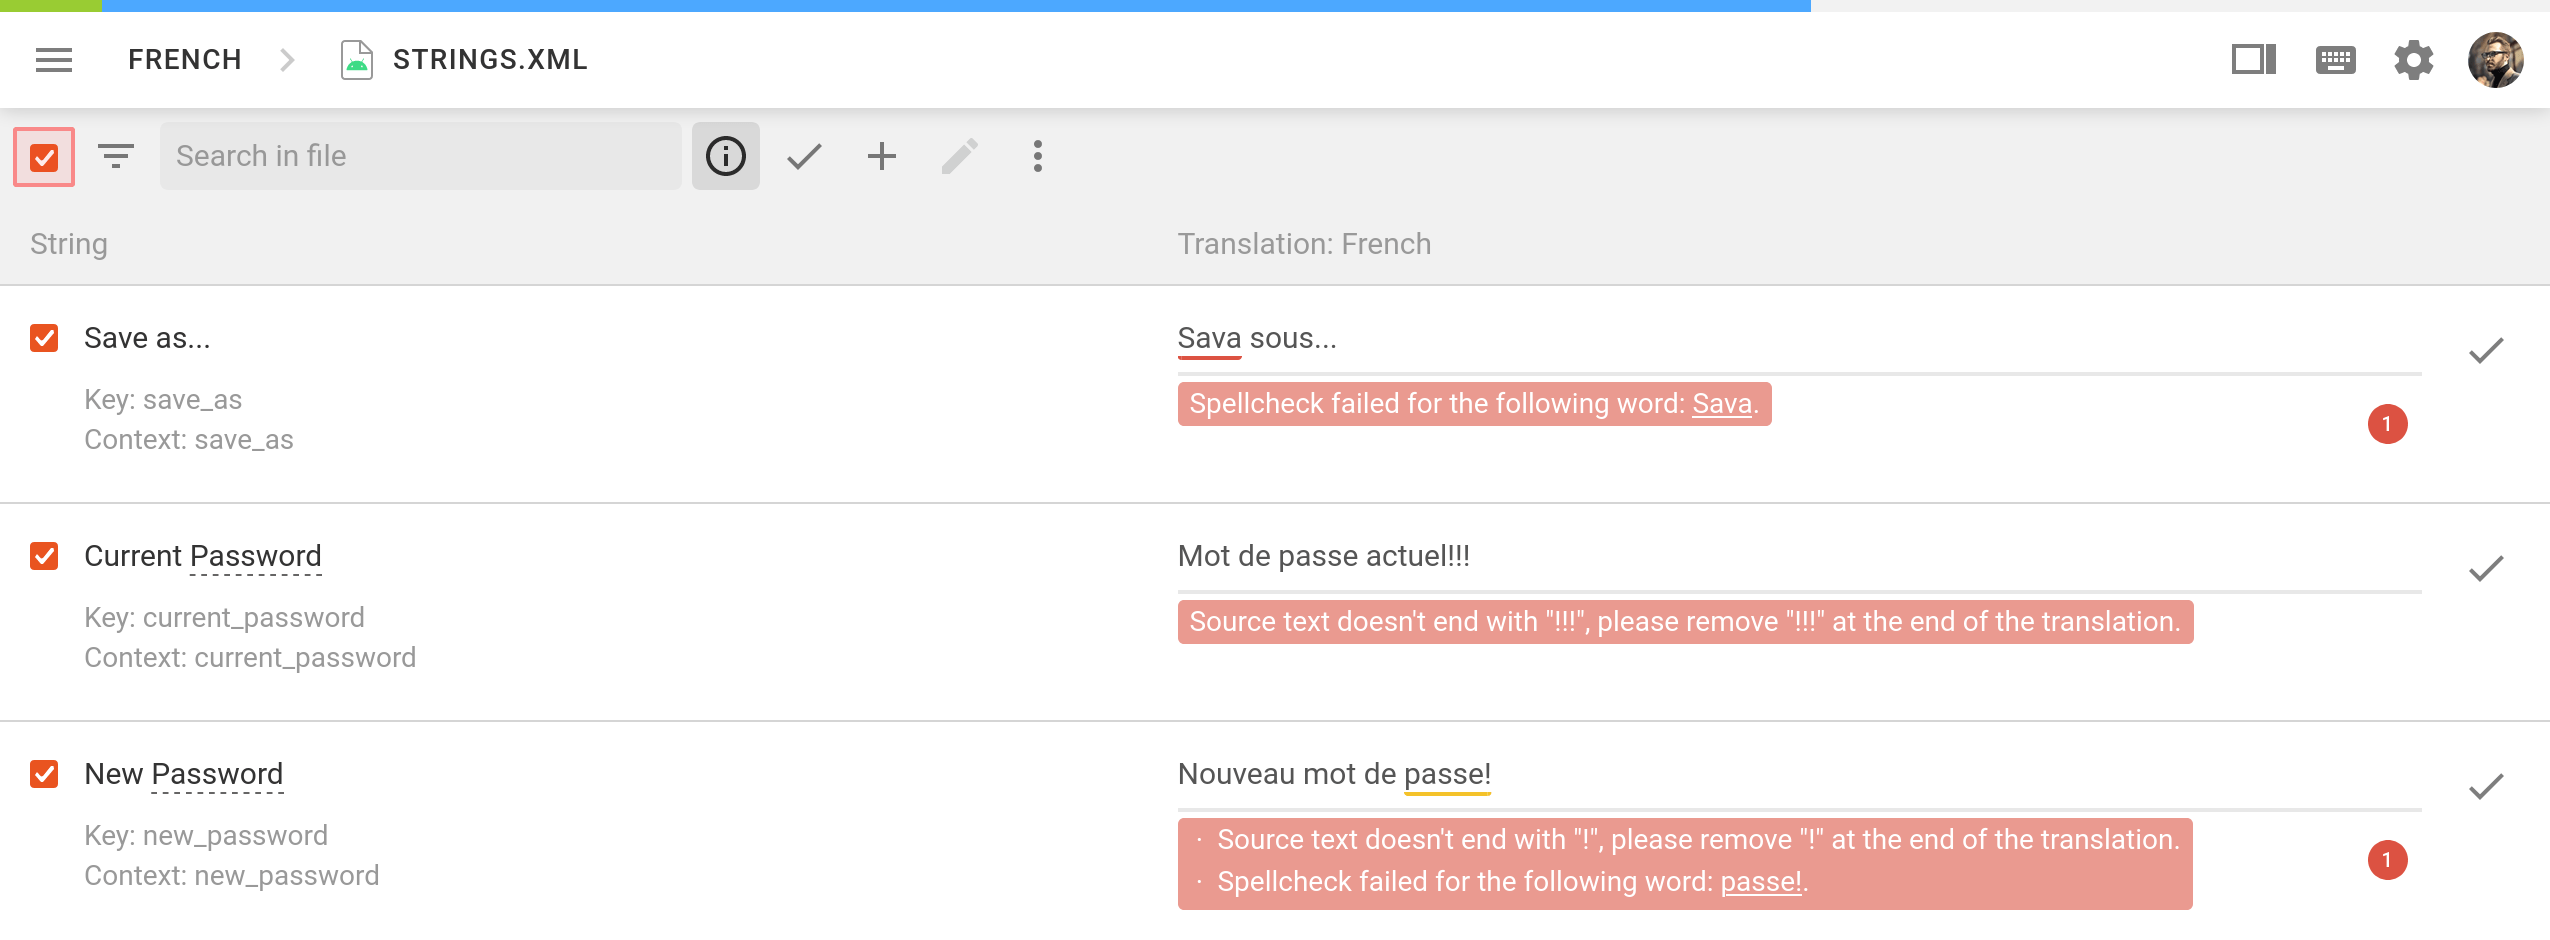 FRENCH STRINGS.XML
Search in file
String Translation: French
Save as... Sava sous...
Key: save_as Spellcheck failed for the following word: Sava.
Context: save_as 1
Current Password Mot de passe actuel!!!
Key: current_password Source text doesn't end with "!!!", please remove "!!!" at the end of the translation.
Context: current_password
New Password Nouveau mot de passe!
Key: new_password · Source text doesn't end with "!", please remove "!" at the end of the translation.
Context: new_password · Spellcheck failed for the following word: passe!. 1